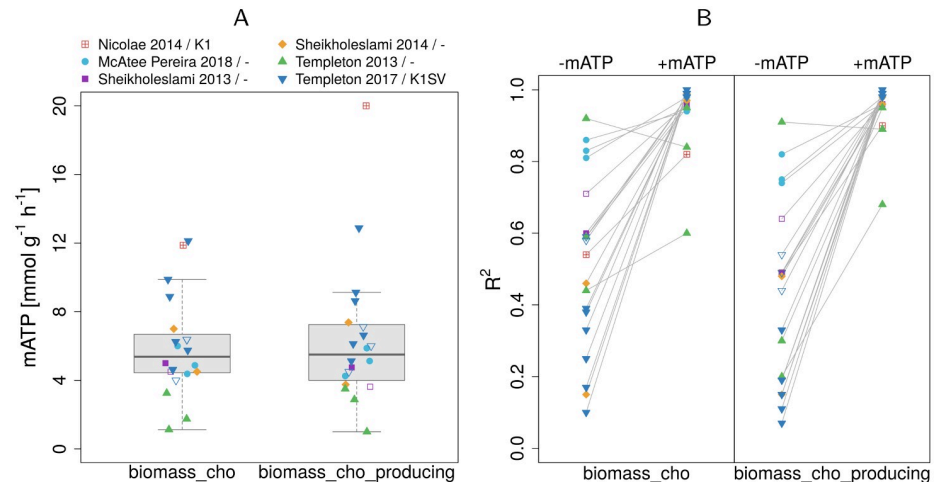 A
B
Nicolae 2014 / K1
McAtee Pereira 2018 / -
Sheikholeslami 2013 / -
Sheikholeslami 2014 / -
Templeton 2013 / -
Templeton 2017 / K1SV
mATP [mmol g⁻¹ h⁻¹]
20
16
12
8
4
0
biomass_cho
biomass_cho_producing
-mATP
+mATP
-mATP
+mATP
R²
1.0
0.8
0.6
0.4
0.2
0.0
biomass_cho
biomass_cho_producing